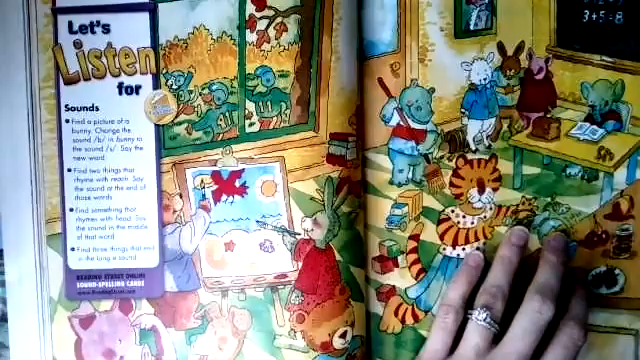 Let's
Listen
for
Sounds
• Find a picture of a
bunny. Change the
sound /b/ in bunny to
the sound /s/. Say the
new word.
• Find two things that
rhyme with reach. Say
the sound at the end of
those words.
• Find something that
rhymes with head. Say
the sound in the middle
of that word.
• Find three things that end
in the long e sound.
READING STREET ONLINE
SOUND-SPELLING CARDS
www.ReadingStreet.com
3+5=8